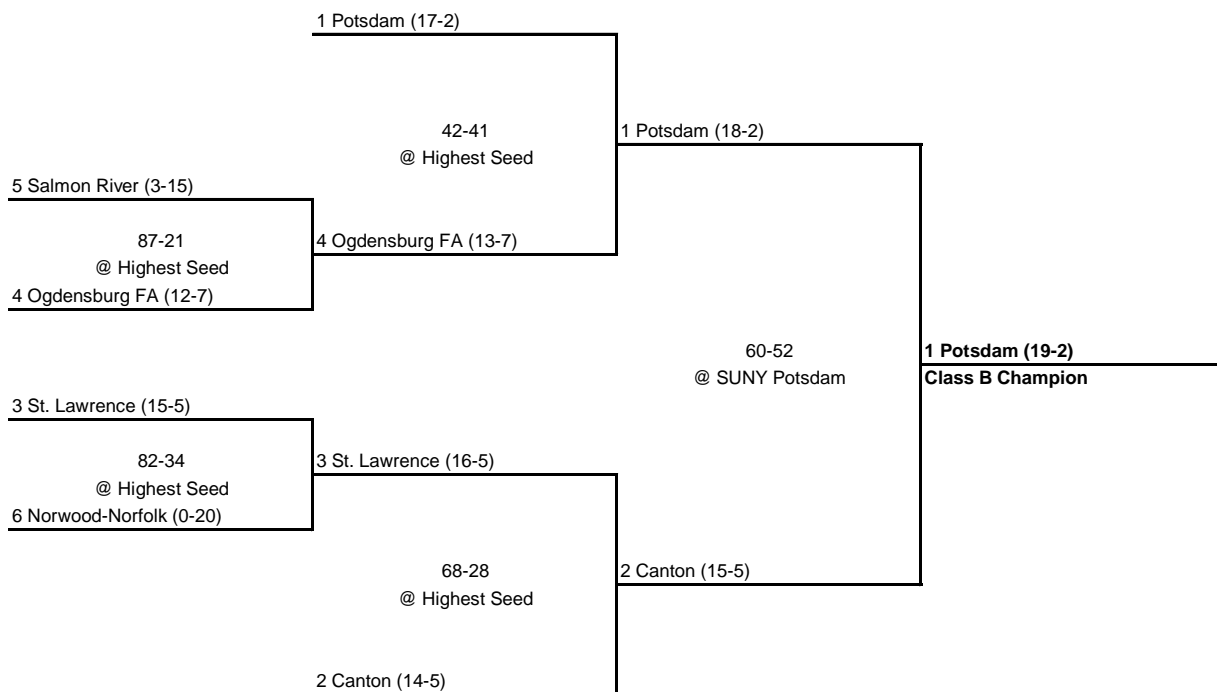 1 Potsdam (17-2)
42-41
@ Highest Seed
1 Potsdam (18-2)
5 Salmon River (3-15)
87-21
@ Highest Seed
4 Ogdensburg FA (13-7)
4 Ogdensburg FA (12-7)
60-52
@ SUNY Potsdam
1 Potsdam (19-2)
Class B Champion
3 St. Lawrence (15-5)
82-34
@ Highest Seed
3 St. Lawrence (16-5)
6 Norwood-Norfolk (0-20)
68-28
@ Highest Seed
2 Canton (15-5)
2 Canton (14-5)